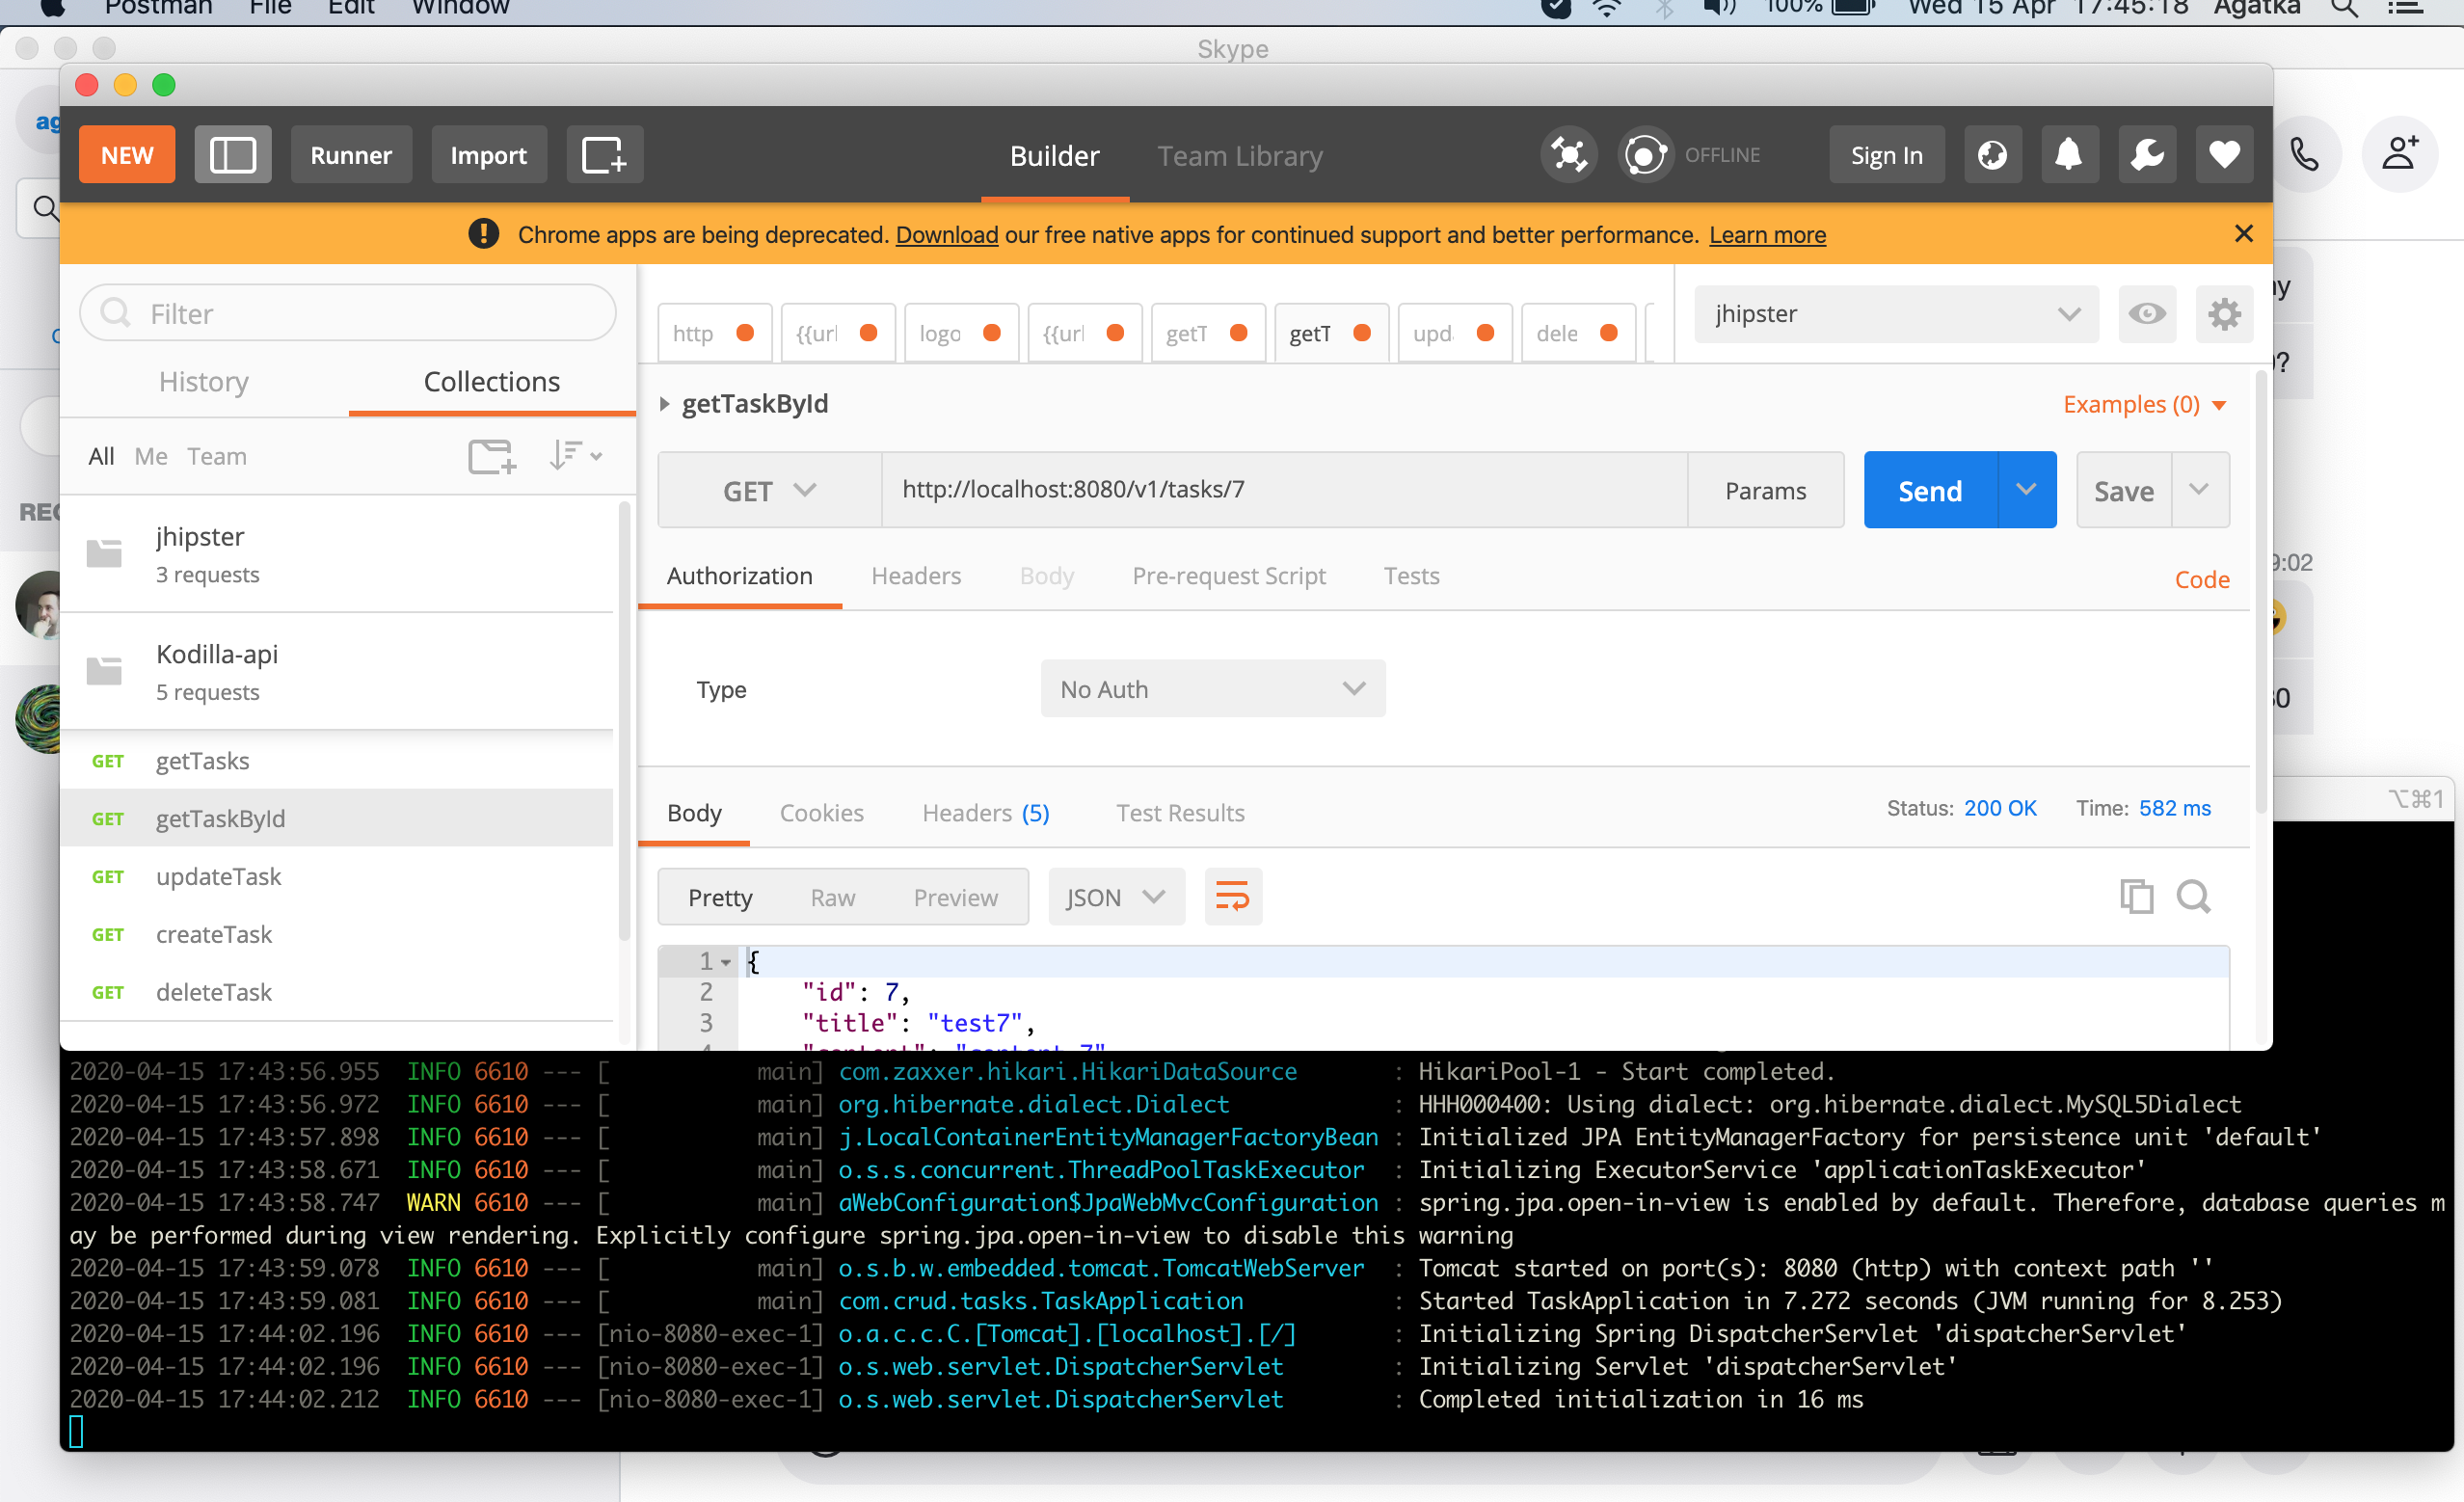 Postman File Edit Window 100% Wed 15 Apr 17:45:18 Agatka
Skype
NEW Runner Import Builder Team Library OFFLINE Sign In
Chrome apps are being deprecated. Download our free native apps for continued support and better performance. Learn more
Filter
http {{url logo {{url getT getT upd dele
jhipster
History Collections
getTaskById
Examples (0)
All Me Team
GET http://localhost:8080/v1/tasks/7 Params Send Save
jhipster
3 requests
Authorization Headers Body Pre-request Script Tests Code
Kodilla-api
5 requests
Type No Auth
GET getTasks
GET getTaskById
GET updateTask
GET createTask
GET deleteTask
Body Cookies Headers (5) Test Results Status: 200 OK Time: 582 ms
⌥⌘1
Pretty Raw Preview JSON
1 {
2 "id": 7,
3 "title": "test7",
4 "content": "content 7"
2020-04-15 17:43:56.955 INFO 6610 --- [ main] com.zaxxer.hikari.HikariDataSource : HikariPool-1 - Start completed.
2020-04-15 17:43:56.972 INFO 6610 --- [ main] org.hibernate.dialect.Dialect : HHH000400: Using dialect: org.hibernate.dialect.MySQL5Dialect
2020-04-15 17:43:57.898 INFO 6610 --- [ main] j.LocalContainerEntityManagerFactoryBean : Initialized JPA EntityManagerFactory for persistence unit 'default'
2020-04-15 17:43:58.671 INFO 6610 --- [ main] o.s.s.concurrent.ThreadPoolTaskExecutor : Initializing ExecutorService 'applicationTaskExecutor'
2020-04-15 17:43:58.747 WARN 6610 --- [ main] aWebConfiguration$JpaWebMvcConfiguration : spring.jpa.open-in-view is enabled by default. Therefore, database queries m
ay be performed during view rendering. Explicitly configure spring.jpa.open-in-view to disable this warning
2020-04-15 17:43:59.078 INFO 6610 --- [ main] o.s.b.w.embedded.tomcat.TomcatWebServer : Tomcat started on port(s): 8080 (http) with context path ''
2020-04-15 17:43:59.081 INFO 6610 --- [ main] com.crud.tasks.TaskApplication : Started TaskApplication in 7.272 seconds (JVM running for 8.253)
2020-04-15 17:44:02.196 INFO 6610 --- [nio-8080-exec-1] o.a.c.c.C.[Tomcat].[localhost].[/] : Initializing Spring DispatcherServlet 'dispatcherServlet'
2020-04-15 17:44:02.196 INFO 6610 --- [nio-8080-exec-1] o.s.web.servlet.DispatcherServlet : Initializing Servlet 'dispatcherServlet'
2020-04-15 17:44:02.212 INFO 6610 --- [nio-8080-exec-1] o.s.web.servlet.DispatcherServlet : Completed initialization in 16 ms